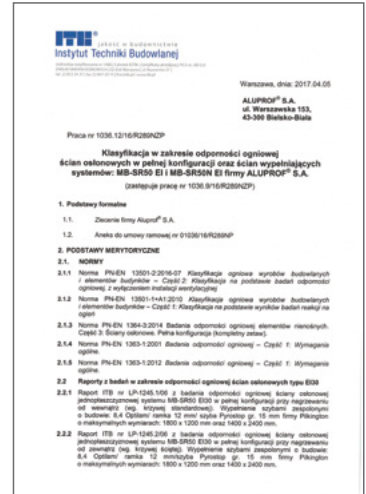 ITB® jakość w budownictwie
Instytut Techniki Budowlanej
Warszawa, dnia: 2017.04.05
ALUPROF® S.A.
ul. Warszawska 153,
43-300 Bielsko-Biała
Praca nr 1036.12/16/R289NZP
Klasyfikacja w zakresie odporności ogniowej
ścian osłonowych w pełnej konfiguracji oraz ścian wypełniających
systemów: MB-SR50 EI i MB-SR50N EI firmy ALUPROF® S.A.
(zastępuje pracę nr 1036.9/16/R289NZP)
1. Podstawy formalne
1.1. Zlecenie firmy Aluprof® S.A.
1.2. Aneks do umowy ramowej nr 01036/16/R289NP
2. PODSTAWY MERYTORYCZNE
2.1. NORMY
2.1.1 Norma PN-EN 13501-2:2016-07 Klasyfikacja ogniowa wyrobów budowlanych
i elementów budynków – Część 2: Klasyfikacja na podstawie badań odporności
ogniowej, z wyłączeniem instalacji wentylacyjnej
2.1.2 Norma PN-EN 13501-1+A1:2010 Klasyfikacja ogniowa wyrobów budowlanych
i elementów budynków – Część 1: Klasyfikacja na podstawie wyników badań reakcji na
ogień
2.1.3 Norma PN-EN 1364-3:2014 Badania odporności ogniowej elementów nienośnych.
Część 3: Ściany osłonowe. Pełna konfiguracja (kompletny zestaw).
2.1.4 Norma PN-EN 1363-1:2001 Badania odporności ogniowej – Część 1: Wymagania
ogólne.
2.1.5 Norma PN-EN 1363-1:2012 Badania odporności ogniowej – Część 1: Wymagania
ogólne.
2.2 Raporty z badań w zakresie odporności ogniowej ścian osłonowych typu EI30
2.2.1 Raport ITB nr LP-1245.1/06 z badania odporności ogniowej ściany osłonowej
jednopłaszczyznowej systemu MB-SR50 EI30 w pełnej konfiguracji przy nagrzewaniu
od wewnątrz (wg. krzywej standardowej). Wypełnienie szybami zespolonymi
o budowie: 8,4 Optilam/ ramka 12 mm/ szyba Pyrostop gr. 15 mm firmy Pilkington
o maksymalnych wymiarach: 1800 x 1200 mm oraz 1400 x 2400 mm.
2.2.2 Raport ITB nr LP-1245.2/06 z badania odporności ogniowej ściany osłonowej
jednopłaszczyznowej systemu MB-SR50 EI30 w pełnej konfiguracji przy nagrzewaniu
od zewnątrz (wg. krzywej ściętej). Wypełnienie szybami zespolonymi o budowie:
8,4 Optilam/ ramka 12 mm/szyba Pyrostop gr. 15 mm firmy Pilkington
o maksymalnych wymiarach: 1800 x 1200 mm oraz 1400 x 2400 mm.